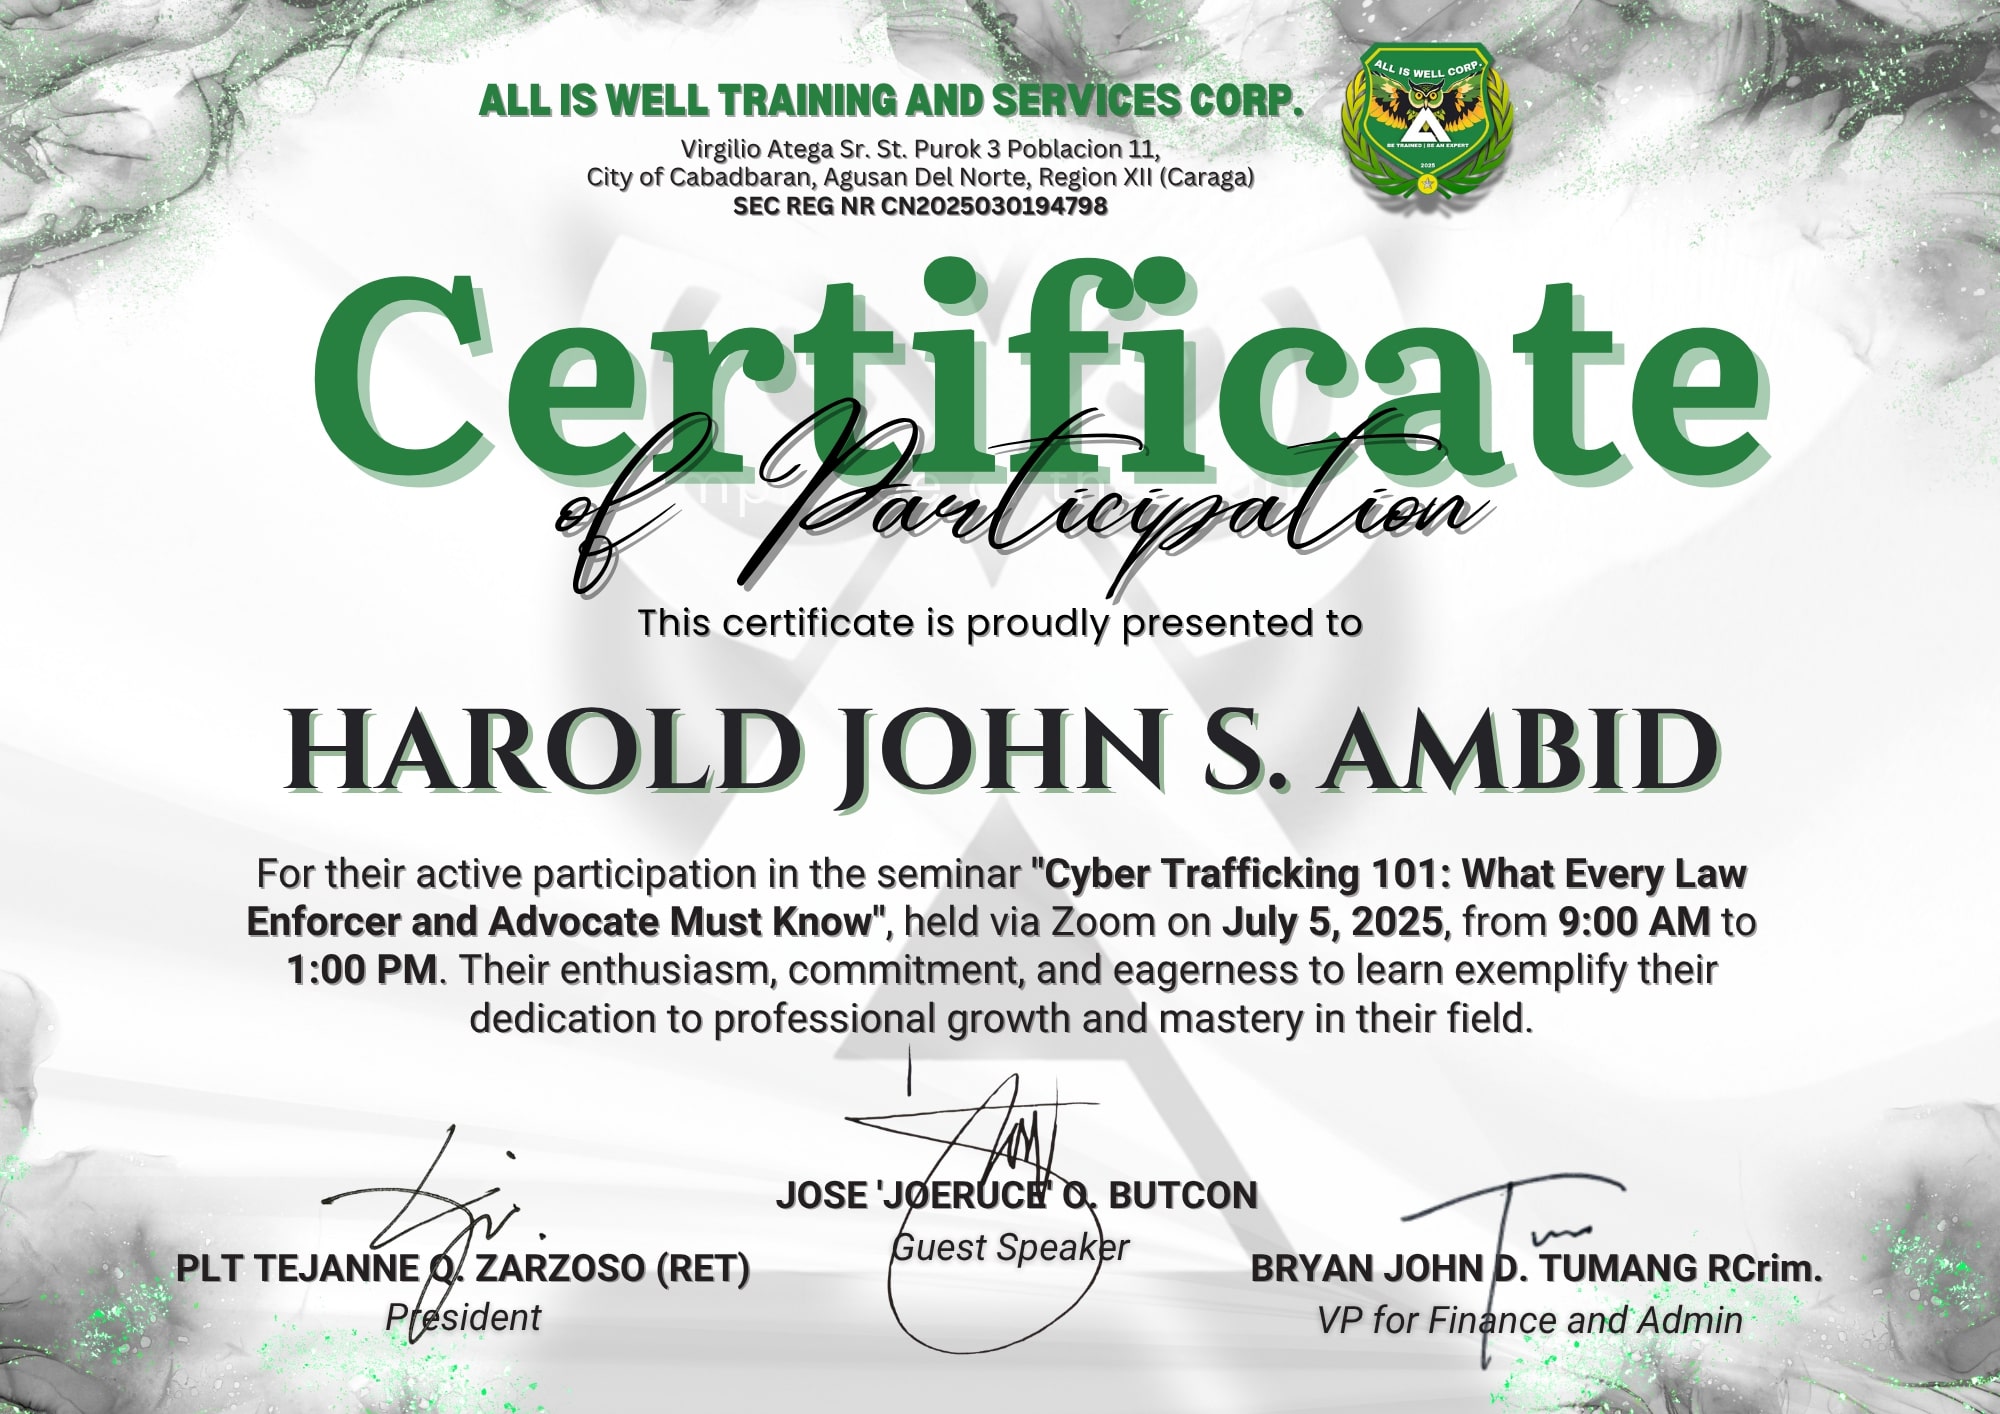 ALL IS WELL TRAINING AND SERVICES CORP.
Virgilio Atega Sr. St. Purok 3 Poblacion 11,
City of Cabadbaran, Agusan Del Norte, Region XII (Caraga)
SEC REG NR CN2025030194798
ALL IS WELL CORP.
BE TRAINED | BE AN EXPERT
2025
Certificate
of Participation
This certificate is proudly presented to
HAROLD JOHN S. AMBID
For their active participation in the seminar "Cyber Trafficking 101: What Every Law
Enforcer and Advocate Must Know", held via Zoom on July 5, 2025, from 9:00 AM to
1:00 PM. Their enthusiasm, commitment, and eagerness to learn exemplify their
dedication to professional growth and mastery in their field.
JOSE 'JOERUCE' O. BUTCON
Guest Speaker
PLT TEJANNE Q. ZARZOSO (RET)
President
BRYAN JOHN D. TUMANG RCrim.
VP for Finance and Admin